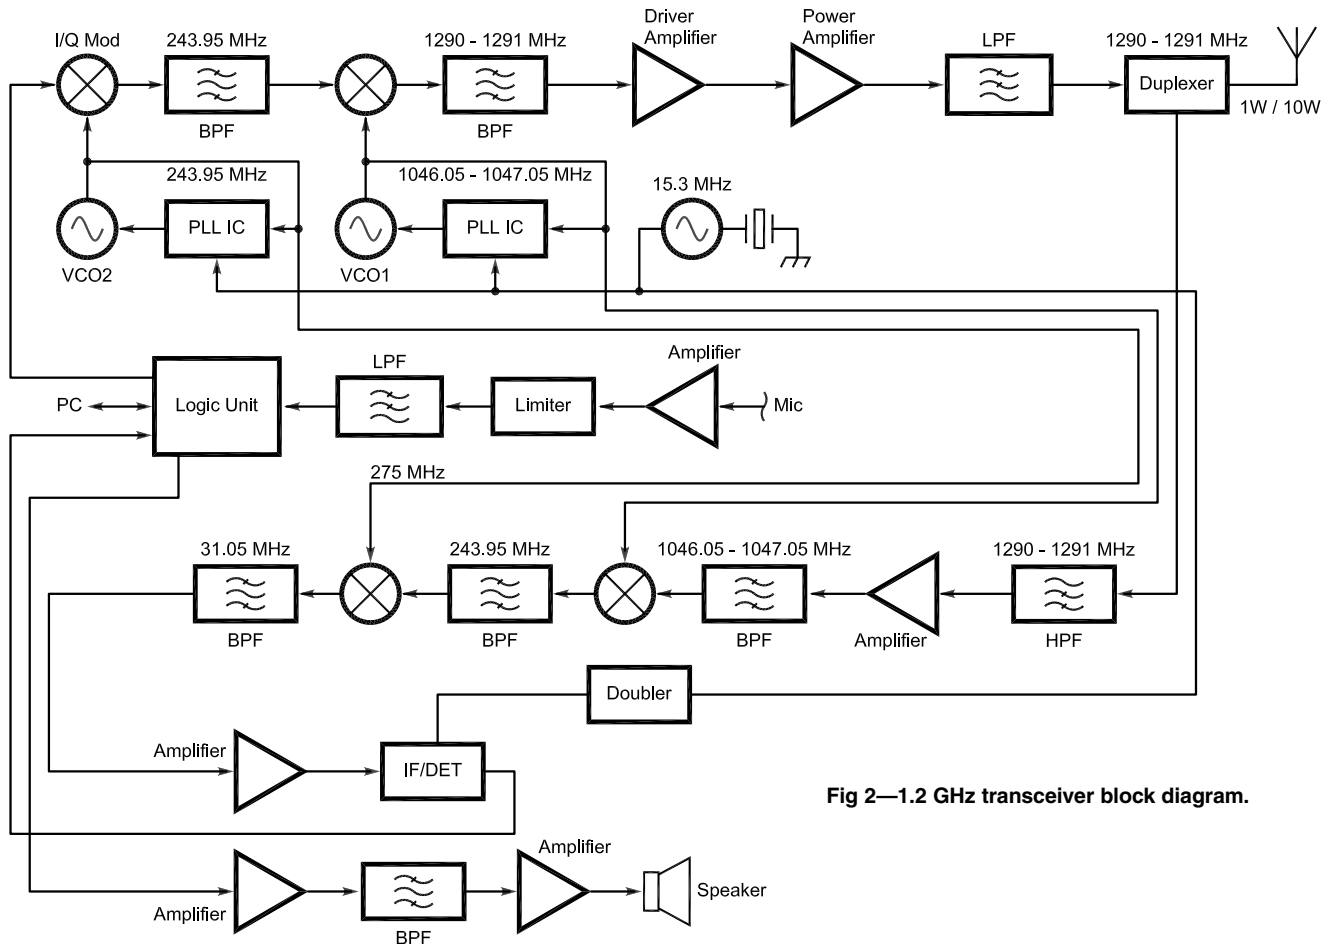 Driver
Amplifier
Power
Amplifier
I/Q Mod
243.95 MHz
1290 - 1291 MHz
LPF
1290 - 1291 MHz
Duplexer
1W / 10W
BPF
BPF
243.95 MHz
1046.05 - 1047.05 MHz
15.3 MHz
PLL IC
PLL IC
VCO2
VCO1
Amplifier
LPF
PC
Logic Unit
Limiter
Mic
275 MHz
31.05 MHz
243.95 MHz
1046.05 - 1047.05 MHz
1290 - 1291 MHz
BPF
BPF
BPF
Amplifier
HPF
Doubler
Amplifier
IF/DET
Fig 2—1.2 GHz transceiver block diagram.
Amplifier
Speaker
Amplifier
BPF